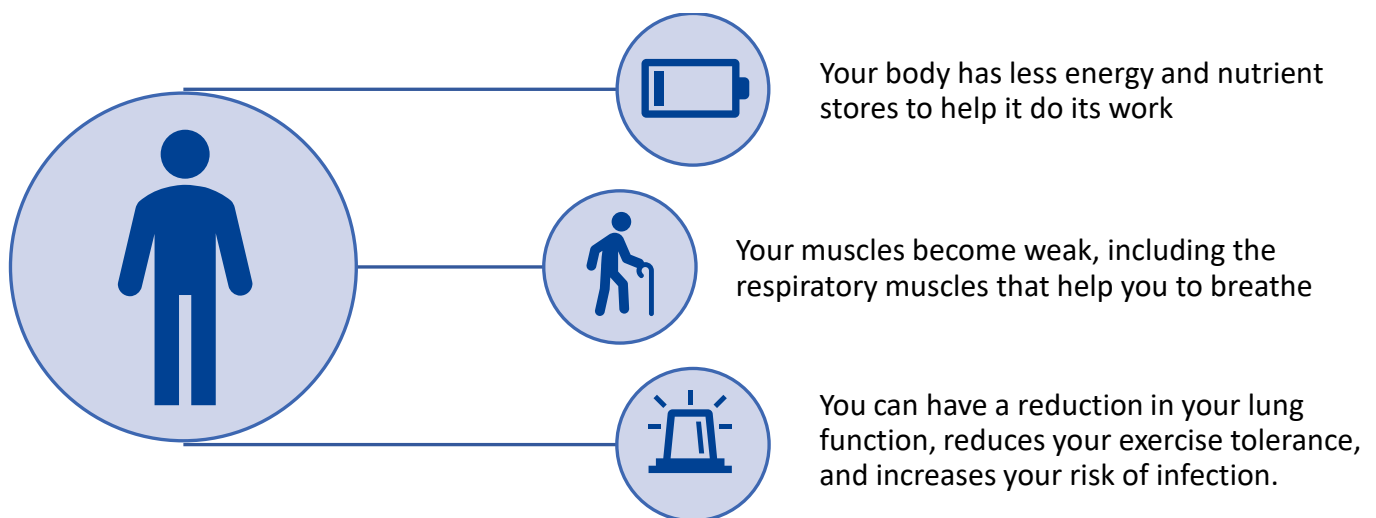 Your body has less energy and nutrient
stores to help it do its work
Your muscles become weak, including the
respiratory muscles that help you to breathe
You can have a reduction in your lung
function, reduces your exercise tolerance,
and increases your risk of infection.